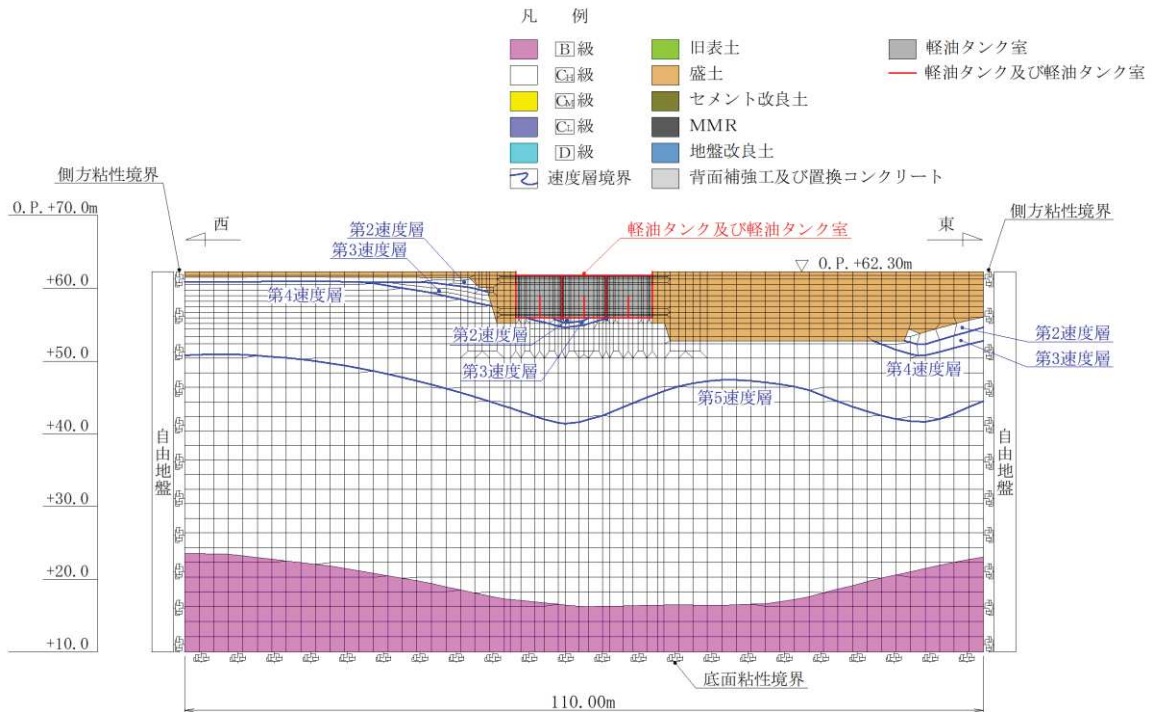 凡 例
B級
CH級
CM級
CL級
D級
速度層境界
旧表土
盛土
セメント改良土
MMR
地盤改良土
背面補強工及び置換コンクリート
軽油タンク室
軽油タンク及び軽油タンク室
側方粘性境界
O.P.+70.0m
西
第2速度層
第3速度層
軽油タンク及び軽油タンク室
東
側方粘性境界
O.P.+62.30m
+60.0
第4速度層
第2速度層
第2速度層
+50.0
第3速度層
第4速度層
第3速度層
第5速度層
+40.0
自由地盤
自由地盤
+30.0
+20.0
+10.0
底面粘性境界
110.00m